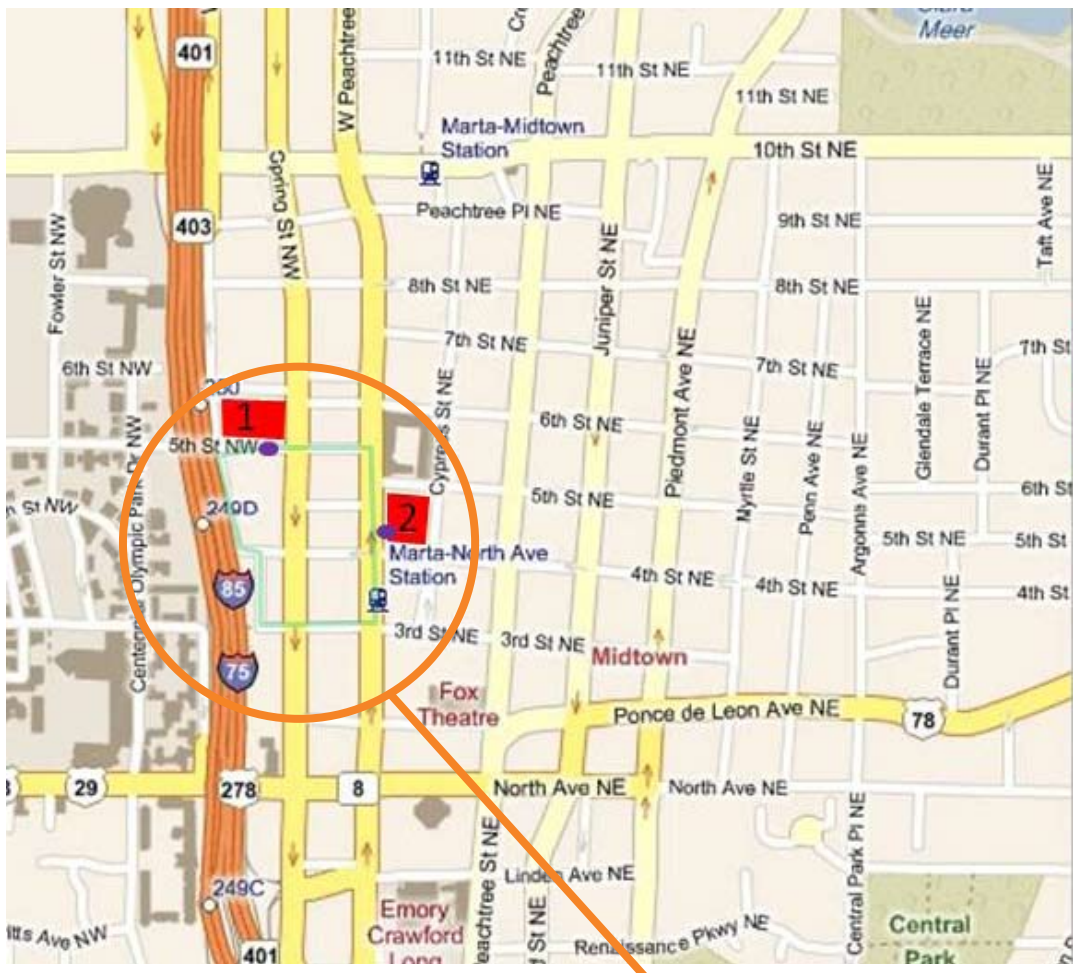 Meer
401
W Peachtree
Cr
Peachtree
11th St NE
11th St NE
11th St NE
Marta-Midtown
Station
10th St NE
Spring St NW
Fowler St NW
403
Peachtree Pl NE
9th St NE
Taft Ave NE
8th St NE
8th St NE
Juniper St NE
7th St NE
7th St NE
7th St
6th St NW
Piedmont Ave NE
Glendale Terrace NE
Durant Pl NE
1
5th St NW
Cypress St NE
6th St NE
6th St
Centennial Olympic Park Dr NW
St NW
249D
2
5th St NE
Myrtle St NE
Penn Ave NE
Argonne Ave NE
5th St NE
5th St
Marta-North Ave
Station
4th St NE
4th St NE
4th St
85
3rd St NE
3rd St NE
Midtown
Durant Pl NE
75
Fox
Theatre
Ponce de Leon Ave NE
78
29
278
8
North Ave NE
North Ave NE
249C
Peachtree St NE
Linden Ave NE
Central Park Pl NE
Emory
Crawford
Long
St NE
Renaissance Pkwy NE
Central
Park
itts Ave NW
401